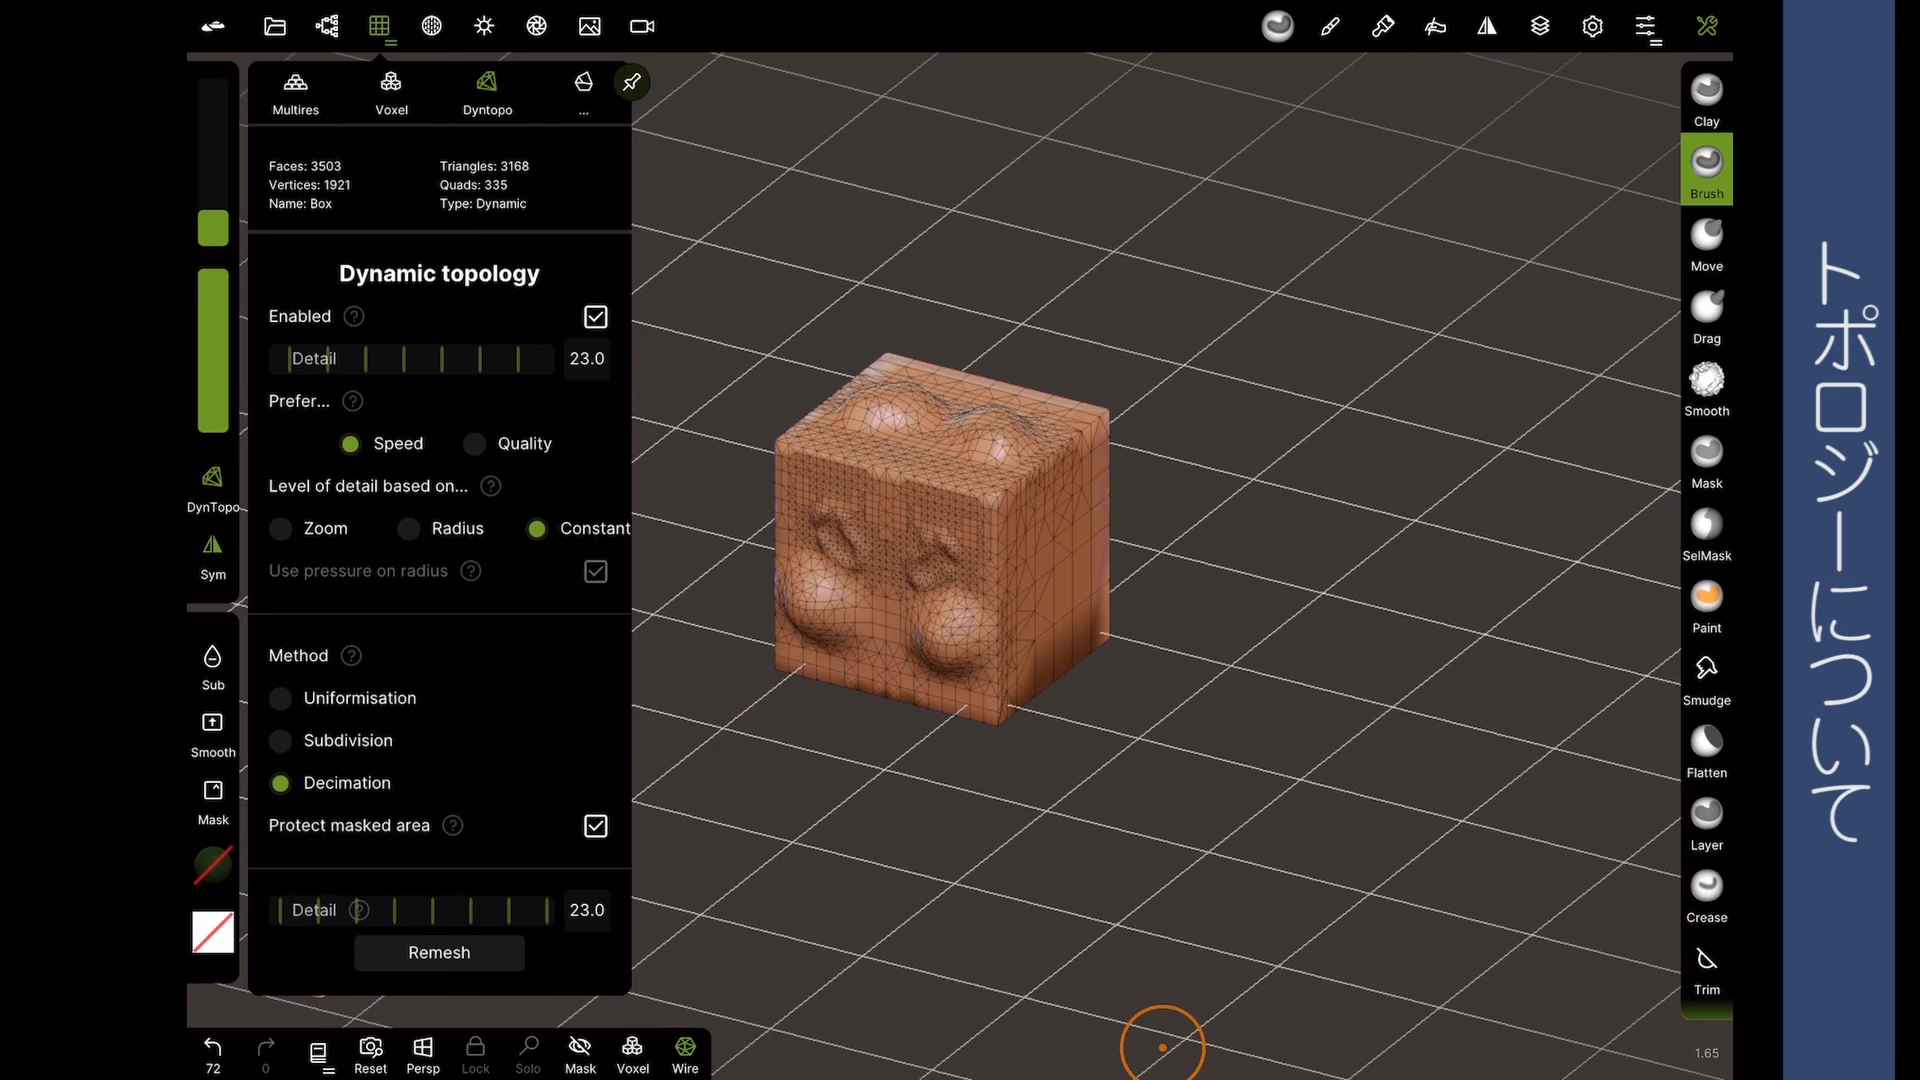 Multires
Voxel
Dyntopo
...
Faces: 3503
Triangles: 3168
Vertices: 1921
Quads: 335
Name: Box
Type: Dynamic
Dynamic topology
Enabled ?
Detail 23.0
Prefer... ?
Speed Quality
Level of detail based on... ?
Zoom Radius Constant
Use pressure on radius ?
Method ?
Uniformisation
Subdivision
Decimation
Protect masked area ?
Detail ? 23.0
Remesh
DynTopo
Sym
Sub
Smooth
Mask
72
0
Reset
Persp
Lock
Solo
Mask
Voxel
Wire
Clay
Brush
Move
Drag
Smooth
Mask
SelMask
Paint
Smudge
Flatten
Layer
Crease
Trim
1.65
トポロジーについて